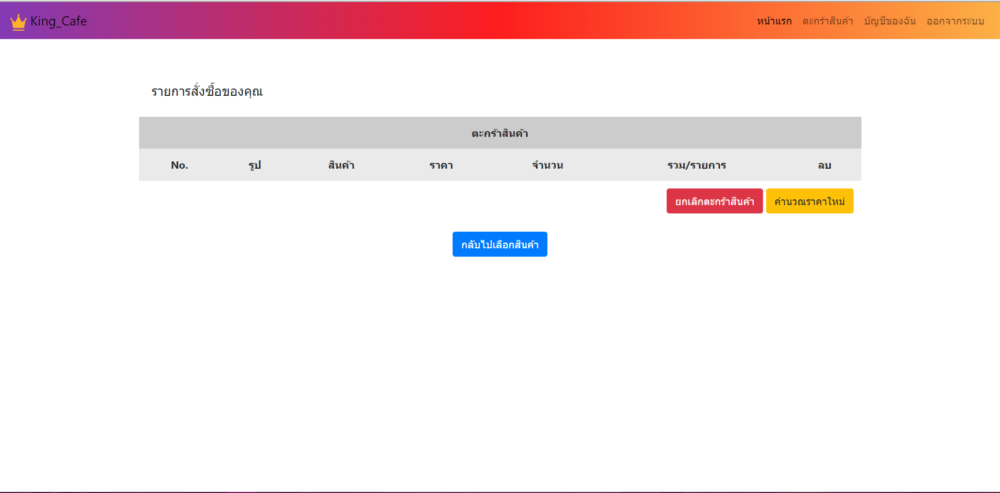 King_Cafe
หน้าแรก ตะกร้าสินค้า บัญชีของฉัน ออกจากระบบ
รายการสั่งซื้อของคุณ
ตะกร้าสินค้า
No. รูป สินค้า ราคา จำนวน รวม/รายการ ลบ
ยกเลิกตะกร้าสินค้า คำนวณราคาใหม่
กลับไปเลือกสินค้า